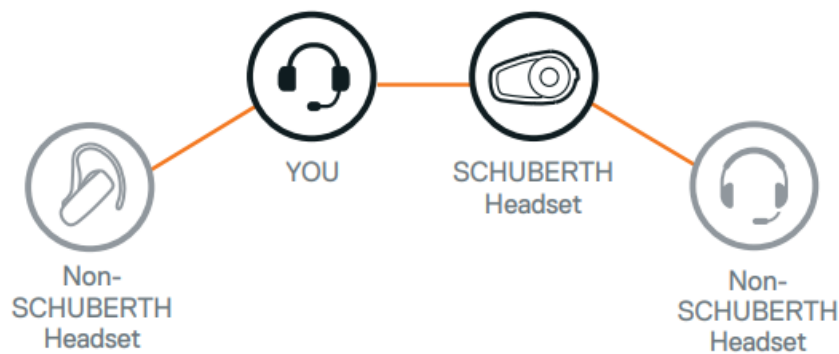 YOU
SCHUBERTH
Headset
Non-
SCHUBERTH
Headset
Non-
SCHUBERTH
Headset